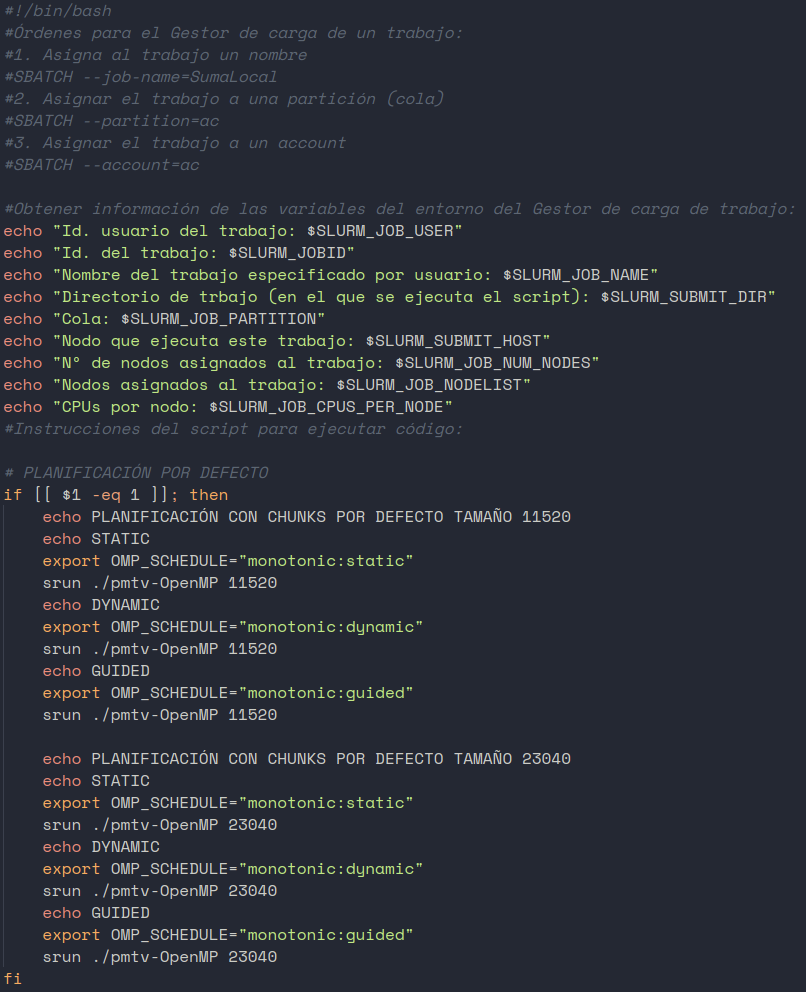 #!/bin/bash
#Órdenes para el Gestor de carga de un trabajo:
#1. Asigna al trabajo un nombre
#SBATCH --job-name=SumaLocal
#2. Asignar el trabajo a una partición (cola)
#SBATCH --partition=ac
#3. Asignar el trabajo a un account
#SBATCH --account=ac

#Obtener información de las variables del entorno del Gestor de carga de trabajo:
echo "Id. usuario del trabajo: $SLURM_JOB_USER"
echo "Id. del trabajo: $SLURM_JOBID"
echo "Nombre del trabajo especificado por usuario: $SLURM_JOB_NAME"
echo "Directorio de trbajo (en el que se ejecuta el script): $SLURM_SUBMIT_DIR"
echo "Cola: $SLURM_JOB_PARTITION"
echo "Nodo que ejecuta este trabajo: $SLURM_SUBMIT_HOST"
echo "Nº de nodos asignados al trabajo: $SLURM_JOB_NUM_NODES"
echo "Nodos asignados al trabajo: $SLURM_JOB_NODELIST"
echo "CPUs por nodo: $SLURM_JOB_CPUS_PER_NODE"
#Instrucciones del script para ejecutar código:

# PLANIFICACIÓN POR DEFECTO
if [[ $1 -eq 1 ]]; then
    echo PLANIFICACIÓN CON CHUNKS POR DEFECTO TAMAÑO 11520
    echo STATIC
    export OMP_SCHEDULE="monotonic:static"
    srun ./pmtv-OpenMP 11520
    echo DYNAMIC
    export OMP_SCHEDULE="monotonic:dynamic"
    srun ./pmtv-OpenMP 11520
    echo GUIDED
    export OMP_SCHEDULE="monotonic:guided"
    srun ./pmtv-OpenMP 11520

    echo PLANIFICACIÓN CON CHUNKS POR DEFECTO TAMAÑO 23040
    echo STATIC
    export OMP_SCHEDULE="monotonic:static"
    srun ./pmtv-OpenMP 23040
    echo DYNAMIC
    export OMP_SCHEDULE="monotonic:dynamic"
    srun ./pmtv-OpenMP 23040
    echo GUIDED
    export OMP_SCHEDULE="monotonic:guided"
    srun ./pmtv-OpenMP 23040
fi